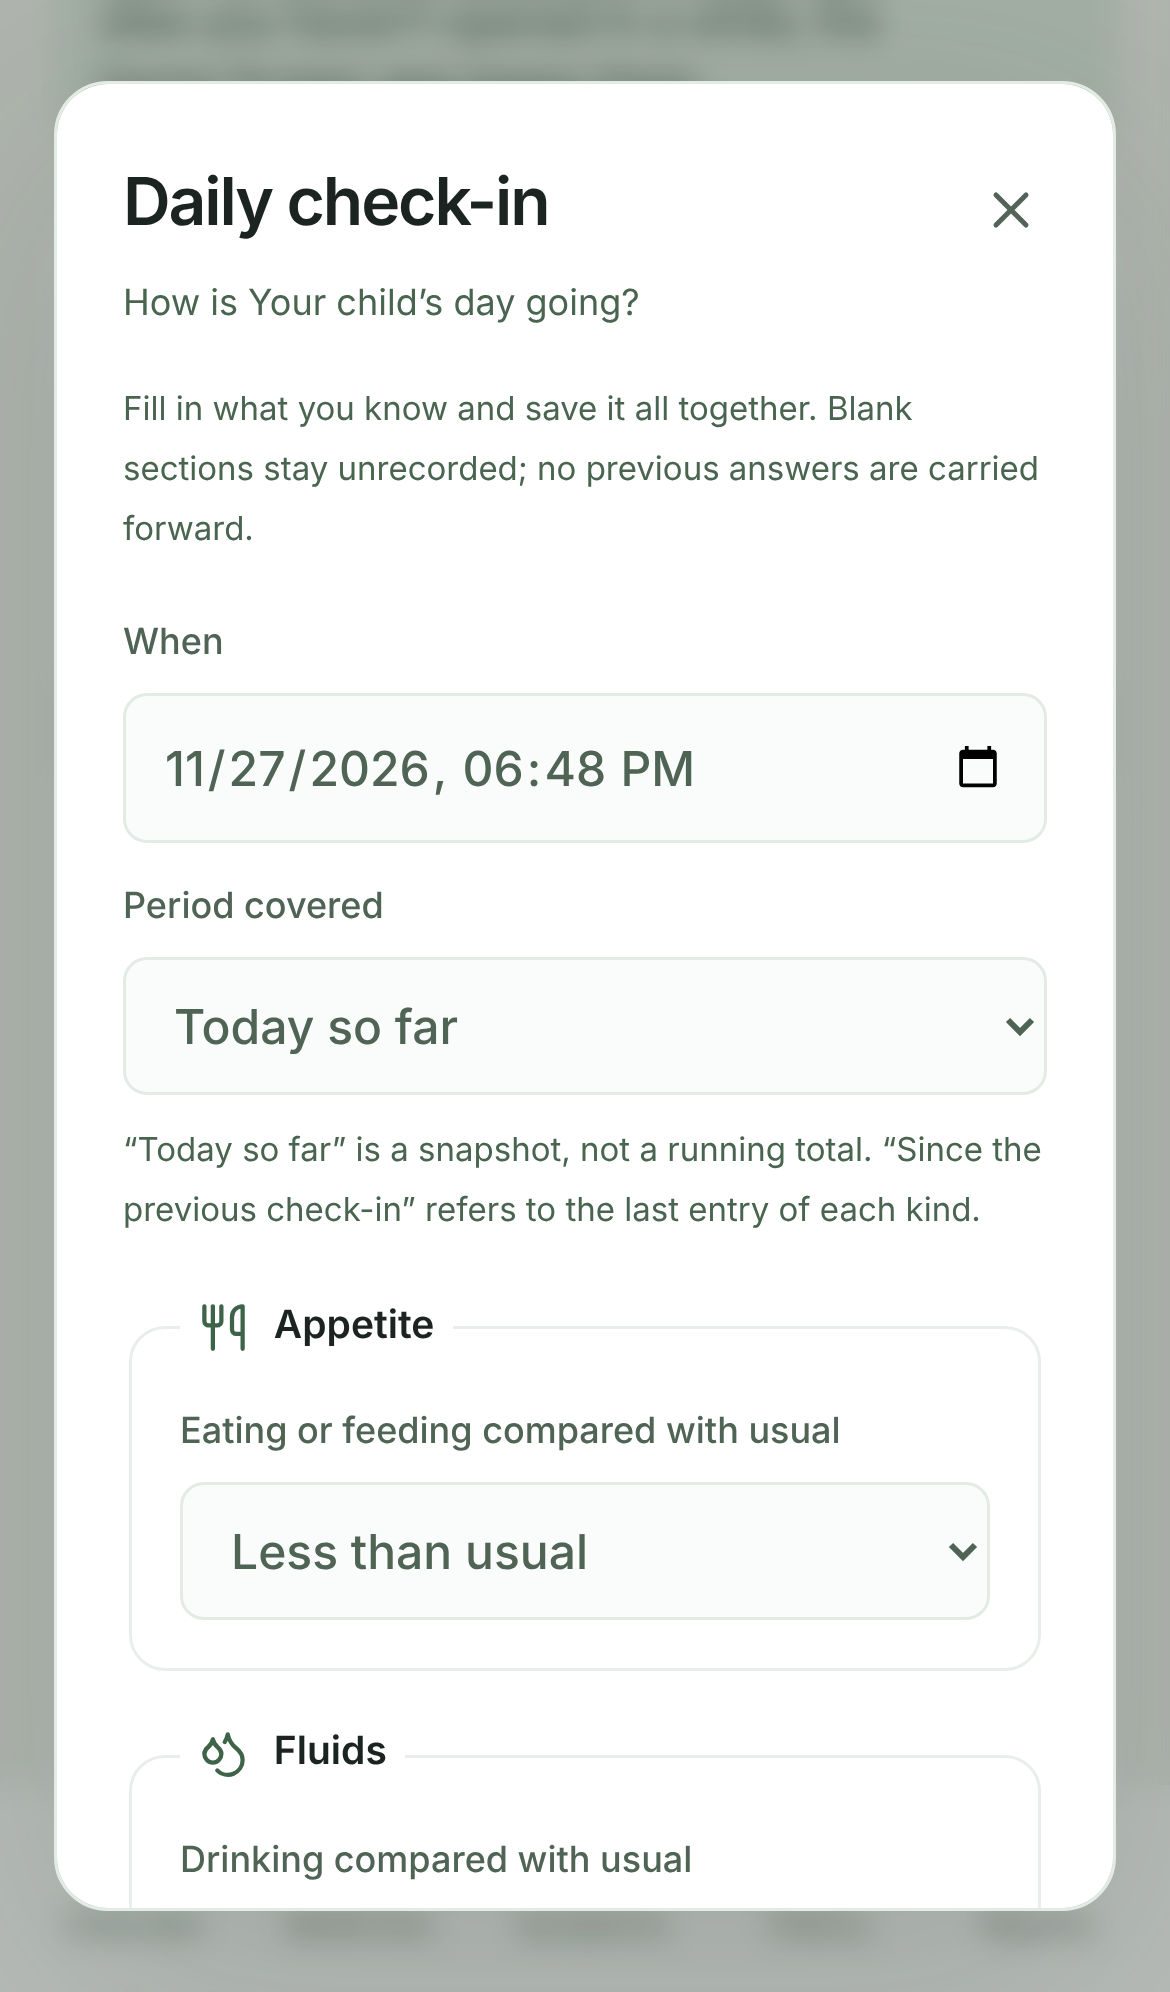 Daily check-in
How is Your child’s day going?
Fill in what you know and save it all together. Blank
sections stay unrecorded; no previous answers are carried
forward.
When
11/27/2026, 06:48 PM
Period covered
Today so far
“Today so far” is a snapshot, not a running total. “Since the
previous check-in” refers to the last entry of each kind.
Appetite
Eating or feeding compared with usual
Less than usual
Fluids
Drinking compared with usual